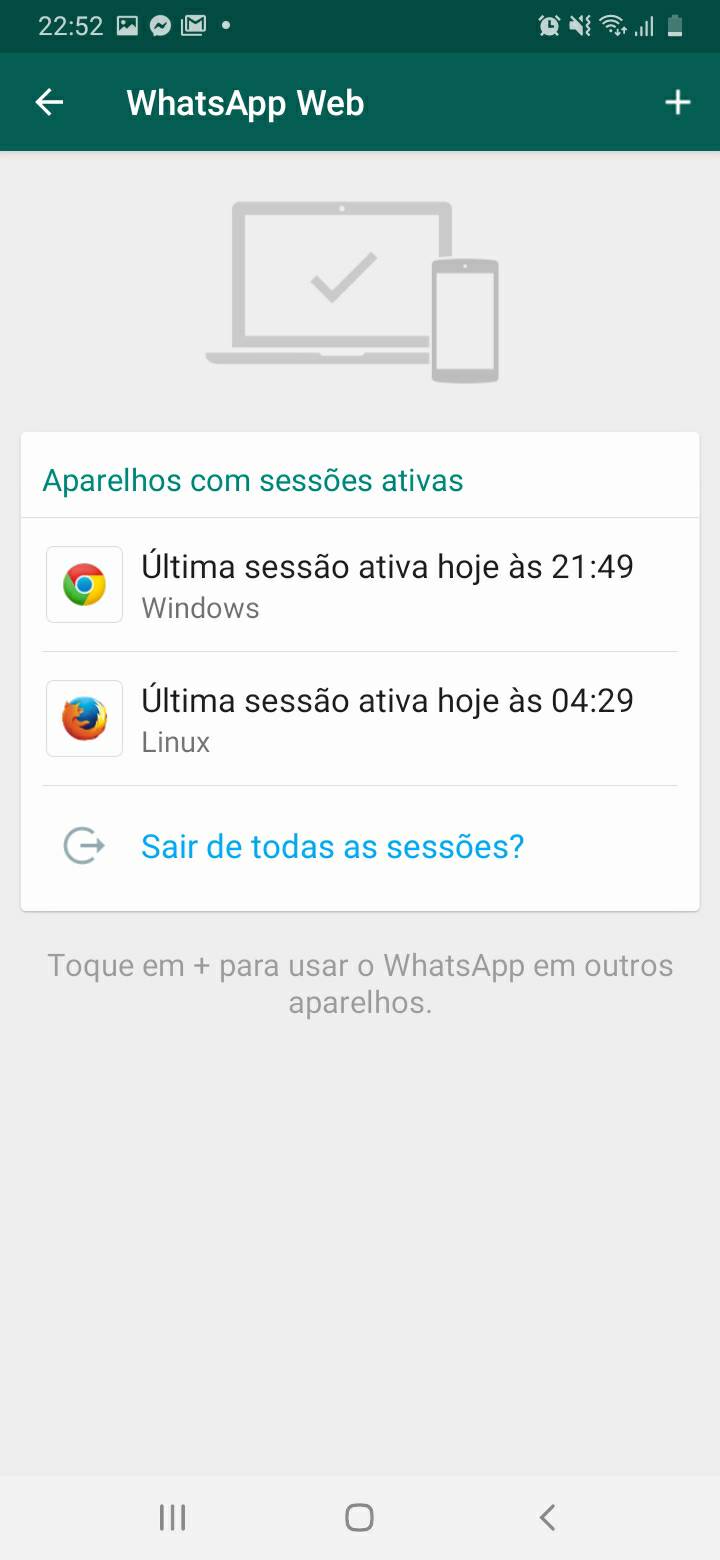 22:52
WhatsApp Web
Aparelhos com sessões ativas
Última sessão ativa hoje às 21:49
Windows
Última sessão ativa hoje às 04:29
Linux
Sair de todas as sessões?
Toque em + para usar o WhatsApp em outros
aparelhos.